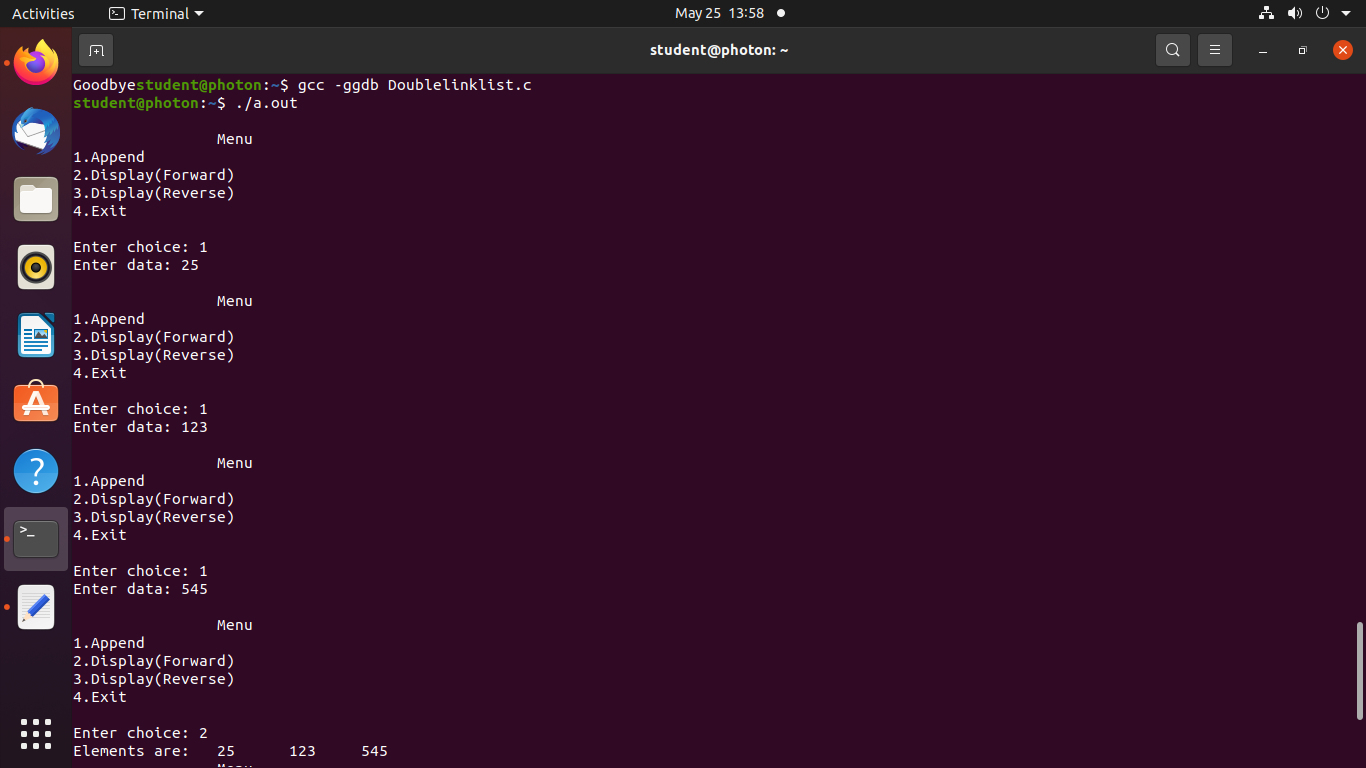 Activities Terminal May 25 13:58
student@photon: ~
Goodbyestudent@photon:~$ gcc -ggdb Doublelinklist.c
student@photon:~$ ./a.out
Menu
1.Append
2.Display(Forward)
3.Display(Reverse)
4.Exit
Enter choice: 1
Enter data: 25
Menu
1.Append
2.Display(Forward)
3.Display(Reverse)
4.Exit
Enter choice: 1
Enter data: 123
Menu
1.Append
2.Display(Forward)
3.Display(Reverse)
4.Exit
Enter choice: 1
Enter data: 545
Menu
1.Append
2.Display(Forward)
3.Display(Reverse)
4.Exit
Enter choice: 2
Elements are: 25 123 545